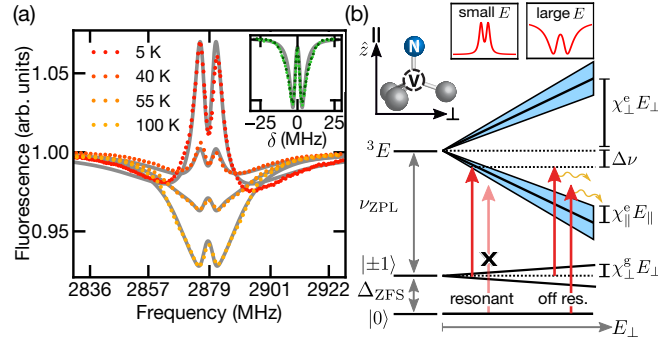 (a)
Fluorescence (arb. units)
1.05
1.00
0.95
5 K
40 K
55 K
100 K
−25 0 25
δ (MHz)
2836 2857 2879 2901 2922
Frequency (MHz)
(b)
small E
large E
ẑ
||
⊥
N
V
³E
ν_ZPL
|±1⟩
Δ_ZFS
|0⟩
χ^e_⊥ E_⊥
Δν
χ^e_∥ E_∥
χ^g_⊥ E_⊥
X
resonant
off res.
E_⊥